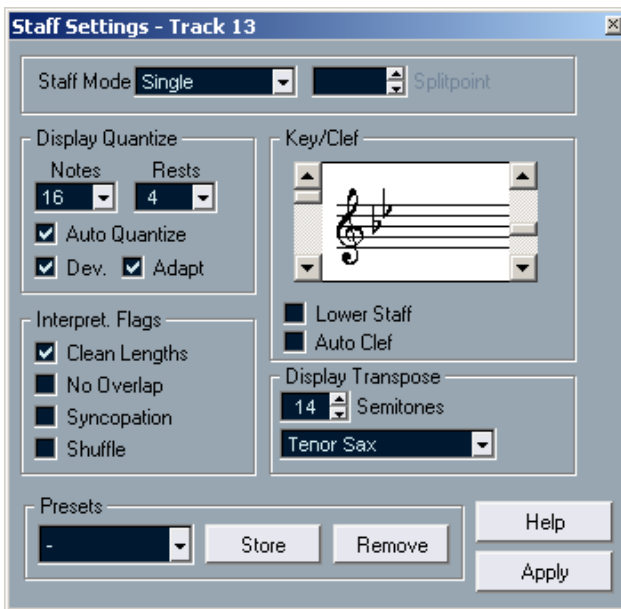 Staff Settings - Track 13
Staff Mode Single Splitpoint
Display Quantize
Notes Rests
16 4
Auto Quantize
Dev. Adapt
Interpret. Flags
Clean Lengths
No Overlap
Syncopation
Shuffle
Key/Clef
Lower Staff
Auto Clef
Display Transpose
14 Semitones
Tenor Sax
Presets
- Store Remove
Help
Apply